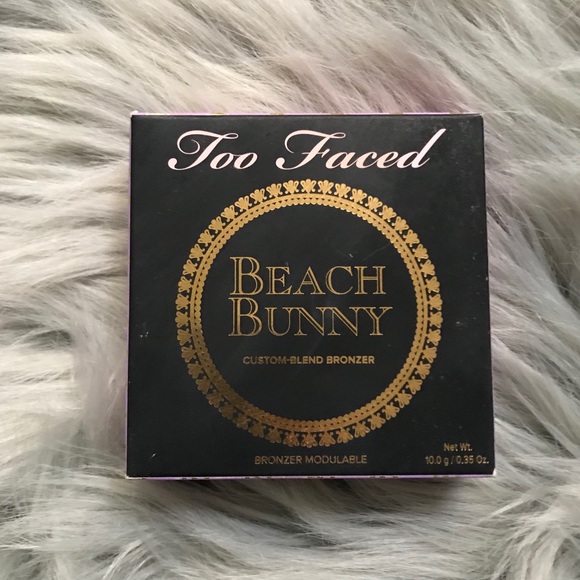 Too Faced
BEACH
BUNNY
CUSTOM-BLEND BRONZER
BRONZER MODULABLE
Net Wt.
10.0 g / 0.35 Oz.